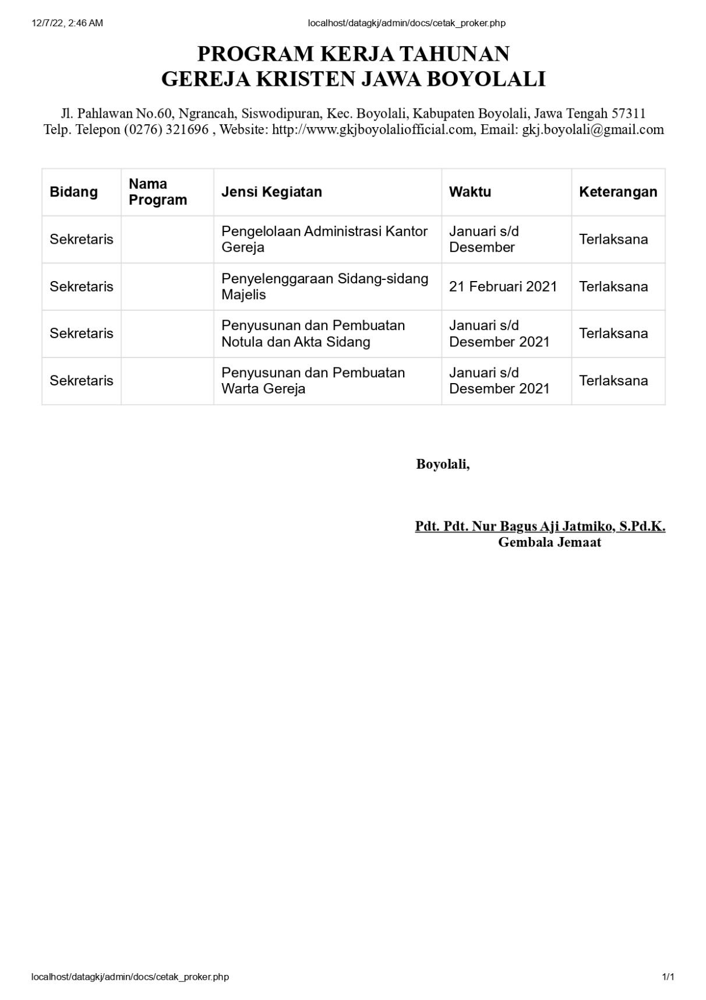 12/7/22, 2:46 AM localhost/datagkj/admin/docs/cetak_proker.php
PROGRAM KERJA TAHUNAN
GEREJA KRISTEN JAWA BOYOLALI
Jl. Pahlawan No.60, Ngrancah, Siswodipuran, Kec. Boyolali, Kabupaten Boyolali, Jawa Tengah 57311
Telp. Telepon (0276) 321696 , Website: http://www.gkjboyolaliofficial.com, Email: gkj.boyolali@gmail.com
Bidang
Nama
Program
Jensi Kegiatan
Waktu
Keterangan
Sekretaris
Pengelolaan Administrasi Kantor
Gereja
Januari s/d
Desember
Terlaksana
Sekretaris
Penyelenggaraan Sidang-sidang
Majelis
21 Februari 2021
Terlaksana
Sekretaris
Penyusunan dan Pembuatan
Notula dan Akta Sidang
Januari s/d
Desember 2021
Terlaksana
Sekretaris
Penyusunan dan Pembuatan
Warta Gereja
Januari s/d
Desember 2021
Terlaksana
Boyolali,
Pdt. Pdt. Nur Bagus Aji Jatmiko, S.Pd.K.
Gembala Jemaat
localhost/datagkj/admin/docs/cetak_proker.php 1/1